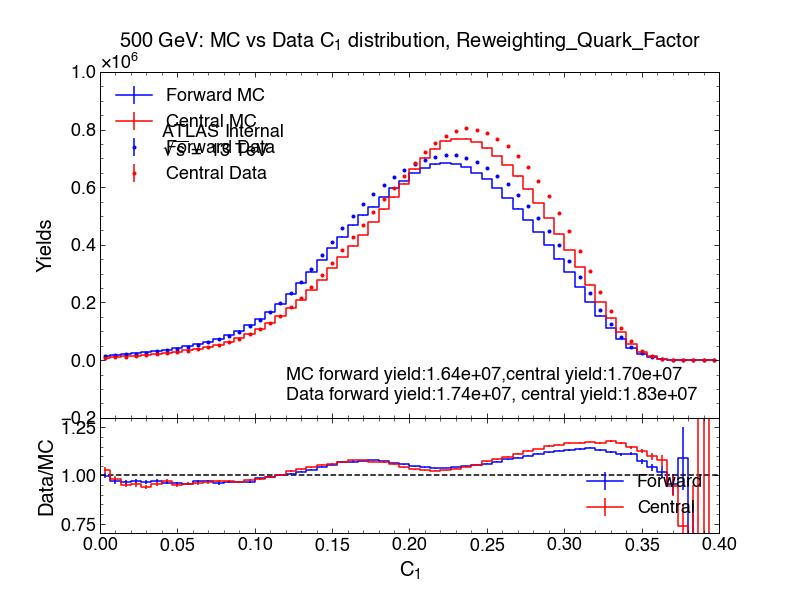 500 GeV: MC vs Data C1 distribution, Reweighting_Quark_Factor
×10^6
1.0
0.8
0.6
0.4
0.2
0.0
−0.2
Yields
Forward MC
Central MC
ATLAS Internal
√s = 13 TeV
Forward Data
Central Data
MC forward yield:1.64e+07,central yield:1.70e+07
Data forward yield:1.74e+07, central yield:1.83e+07
1.25
1.00
0.75
Data/MC
Forward
Central
0.00 0.05 0.10 0.15 0.20 0.25 0.30 0.35 0.40
C1